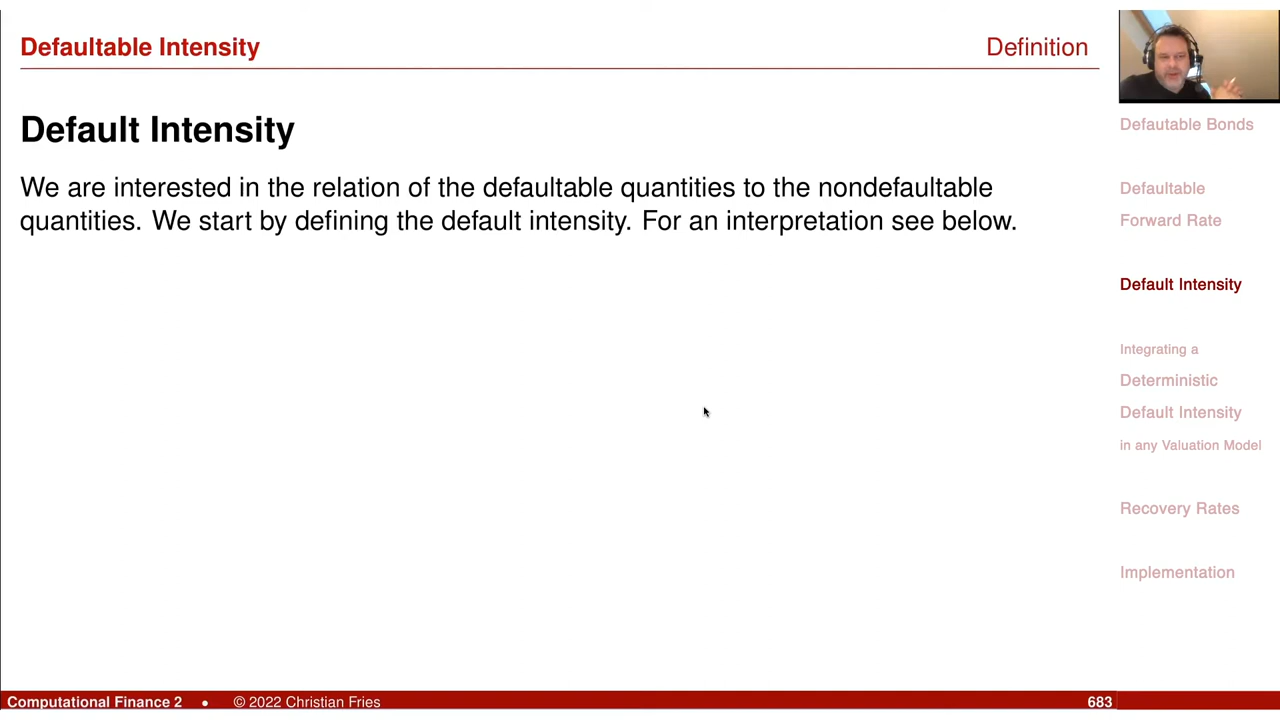 Defaultable Intensity
Definition
Default Intensity
We are interested in the relation of the defaultable quantities to the nondefaultable
quantities. We start by defining the default intensity. For an interpretation see below.
Defautable Bonds
Defaultable
Forward Rate
Default Intensity
Integrating a
Deterministic
Default Intensity
in any Valuation Model
Recovery Rates
Implementation
Computational Finance 2 • © 2022 Christian Fries
683